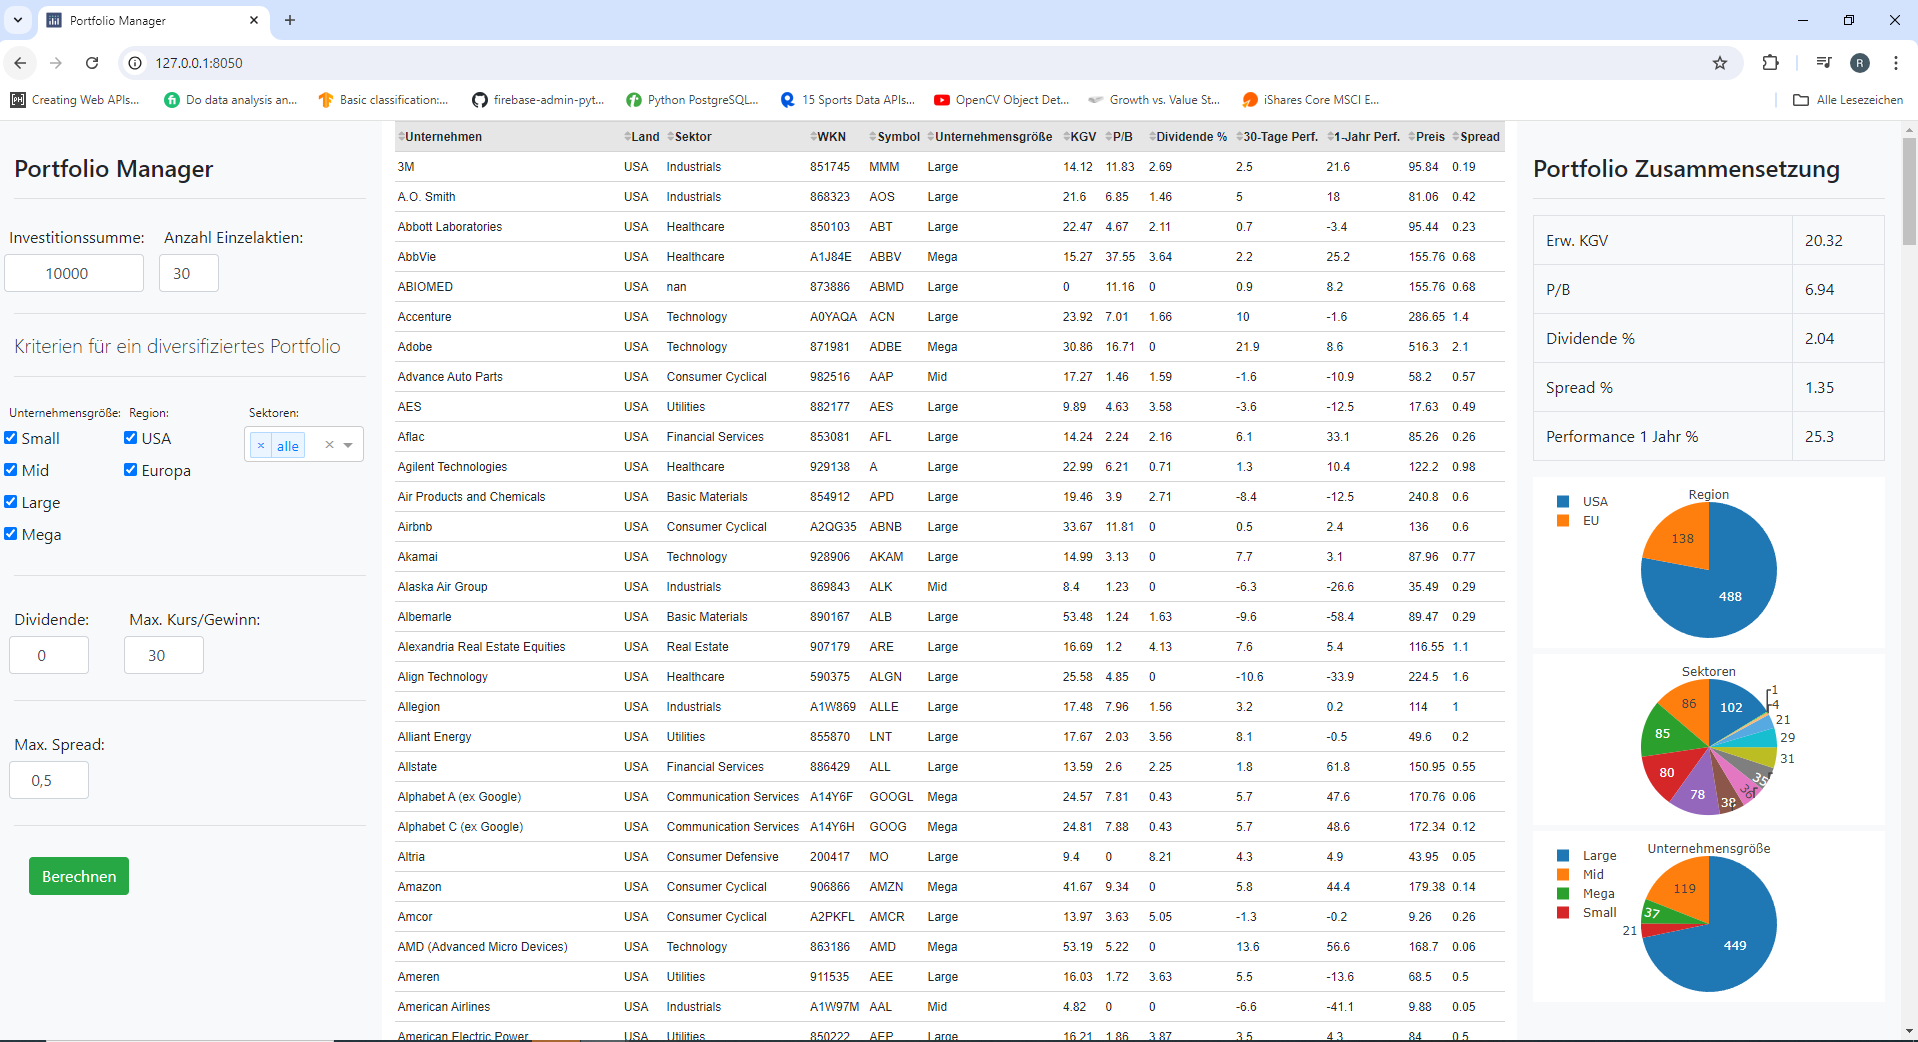 Portfolio Manager
127.0.0.1:8050
R
Creating Web APIs...
Do data analysis an...
Basic classification:...
firebase-admin-pyt...
Python PostgreSQL...
15 Sports Data APIs...
OpenCV Object Det...
Growth vs. Value St...
iShares Core MSCI E...
Alle Lesezeichen
Portfolio Manager
Investitionssumme: Anzahl Einzelaktien:
10000 30
Kriterien für ein diversifiziertes Portfolio
Unternehmensgröße: Region: Sektoren:
Small USA × alle ×
Mid Europa
Large
Mega
Dividende: Max. Kurs/Gewinn:
0 30
Max. Spread:
0,5
Berechnen
Unternehmen Land Sektor WKN Symbol Unternehmensgröße KGV P/B Dividende % 30-Tage Perf. 1-Jahr Perf. Preis Spread
3M USA Industrials 851745 MMM Large 14.12 11.83 2.69 2.5 21.6 95.84 0.19
A.O. Smith USA Industrials 868323 AOS Large 21.6 6.85 1.46 5 18 81.06 0.42
Abbott Laboratories USA Healthcare 850103 ABT Large 22.47 4.67 2.11 0.7 -3.4 95.44 0.23
AbbVie USA Healthcare A1J84E ABBV Mega 15.27 37.55 3.64 2.2 25.2 155.76 0.68
ABIOMED USA nan 873886 ABMD Large 0 11.16 0 0.9 8.2 155.76 0.68
Accenture USA Technology A0YAQA ACN Large 23.92 7.01 1.66 10 -1.6 286.65 1.4
Adobe USA Technology 871981 ADBE Mega 30.86 16.71 0 21.9 8.6 516.3 2.1
Advance Auto Parts USA Consumer Cyclical 982516 AAP Mid 17.27 1.46 1.59 -1.6 -10.9 58.2 0.57
AES USA Utilities 882177 AES Large 9.89 4.63 3.58 -3.6 -12.5 17.63 0.49
Aflac USA Financial Services 853081 AFL Large 14.24 2.24 2.16 6.1 33.1 85.26 0.26
Agilent Technologies USA Healthcare 929138 A Large 22.99 6.21 0.71 1.3 10.4 122.2 0.98
Air Products and Chemicals USA Basic Materials 854912 APD Large 19.46 3.9 2.71 -8.4 -12.5 240.8 0.6
Airbnb USA Consumer Cyclical A2QG35 ABNB Large 33.67 11.81 0 0.5 2.4 136 0.6
Akamai USA Technology 928906 AKAM Large 14.99 3.13 0 7.7 3.1 87.96 0.77
Alaska Air Group USA Industrials 869843 ALK Mid 8.4 1.23 0 -6.3 -26.6 35.49 0.29
Albemarle USA Basic Materials 890167 ALB Large 53.48 1.24 1.63 -9.6 -58.4 89.47 0.29
Alexandria Real Estate Equities USA Real Estate 907179 ARE Large 16.69 1.2 4.13 7.6 5.4 116.55 1.1
Align Technology USA Healthcare 590375 ALGN Large 25.58 4.85 0 -10.6 -33.9 224.5 1.6
Allegion USA Industrials A1W869 ALLE Large 17.48 7.96 1.56 3.2 0.2 114 1
Alliant Energy USA Utilities 855870 LNT Large 17.67 2.03 3.56 8.1 -0.5 49.6 0.2
Allstate USA Financial Services 886429 ALL Large 13.59 2.6 2.25 1.8 61.8 150.95 0.55
Alphabet A (ex Google) USA Communication Services A14Y6F GOOGL Mega 24.57 7.81 0.43 5.7 47.6 170.76 0.06
Alphabet C (ex Google) USA Communication Services A14Y6H GOOG Mega 24.81 7.88 0.43 5.7 48.6 172.34 0.12
Altria USA Consumer Defensive 200417 MO Large 9.4 0 8.21 4.3 4.9 43.95 0.05
Amazon USA Consumer Cyclical 906866 AMZN Mega 41.67 9.34 0 5.8 44.4 179.38 0.14
Amcor USA Consumer Cyclical A2PKFL AMCR Large 13.97 3.63 5.05 -1.3 -0.2 9.26 0.26
AMD (Advanced Micro Devices) USA Technology 863186 AMD Mega 53.19 5.22 0 13.6 56.6 168.7 0.06
Ameren USA Utilities 911535 AEE Large 16.03 1.72 3.63 5.5 -13.6 68.5 0.5
American Airlines USA Industrials A1W97M AAL Mid 4.82 0 0 -6.6 -41.1 9.88 0.05
American Electric Power USA Utilities 850222 AEP Large 16.21 1.86 3.87 3.5 4.3 84 0.5
Portfolio Zusammensetzung
Erw. KGV 20.32
P/B 6.94
Dividende % 2.04
Spread % 1.35
Performance 1 Jahr % 25.3
Region
USA
EU
138
488
Sektoren
1
4
21
29
31
35
36
38
78
80
85
86
102
Unternehmensgröße
Large
Mid
Mega
Small
119
37
21
449